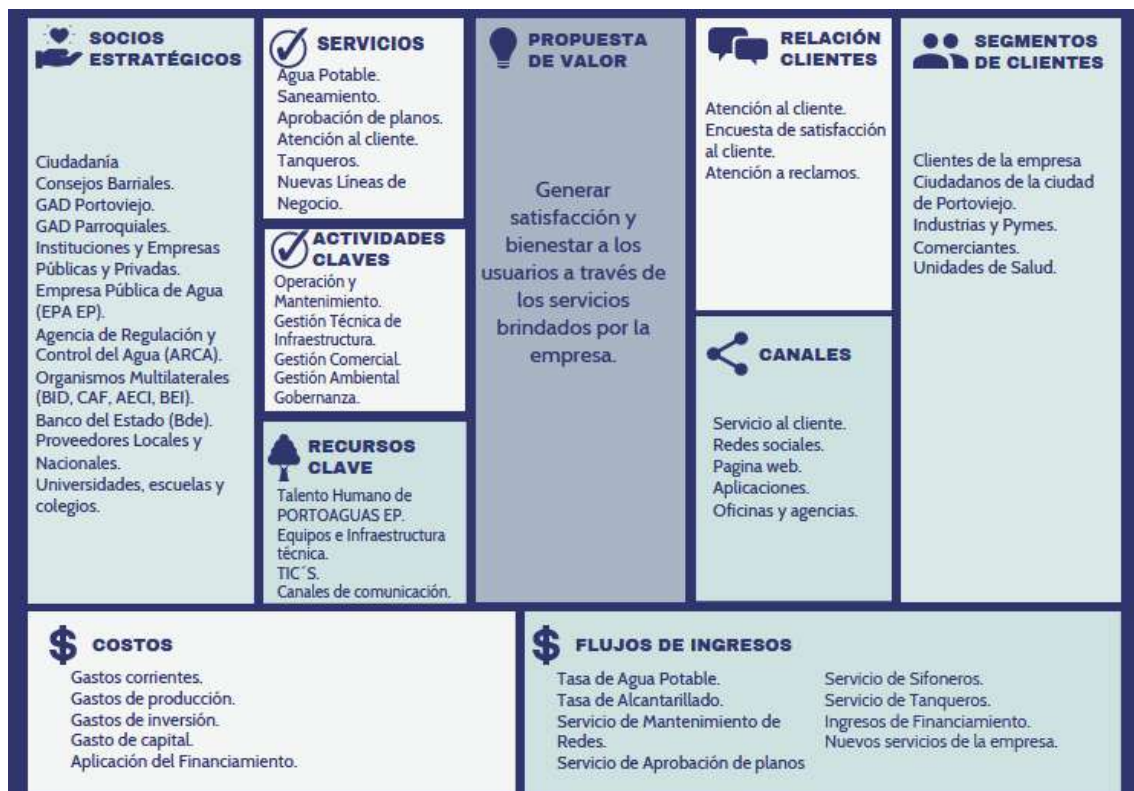 SOCIOS
ESTRATÉGICOS
Ciudadanía
Consejos Barriales.
GAD Portoviejo.
GAD Parroquiales.
Instituciones y Empresas
Públicas y Privadas.
Empresa Pública de Agua
(EPA EP).
Agencia de Regulación y
Control del Agua (ARCA).
Organismos Multilaterales
(BID, CAF, AECI, BEI).
Banco del Estado (Bde).
Proveedores Locales y
Nacionales.
Universidades, escuelas y
colegios.
SERVICIOS
Agua Potable.
Saneamiento.
Aprobación de planos.
Atención al cliente.
Tanqueros.
Nuevas Líneas de
Negocio.
ACTIVIDADES
CLAVES
Operación y
Mantenimiento.
Gestión Técnica de
Infraestructura.
Gestión Comercial.
Gestión Ambiental
Gobernanza.
RECURSOS
CLAVE
Talento Humano de
PORTOAGUAS EP.
Equipos e Infraestructura
técnica.
TIC´S.
Canales de comunicación.
PROPUESTA
DE VALOR
Generar
satisfacción y
bienestar a los
usuarios a través de
los servicios
brindados por la
empresa.
RELACIÓN
CLIENTES
Atención al cliente.
Encuesta de satisfacción
al cliente.
Atención a reclamos.
CANALES
Servicio al cliente.
Redes sociales.
Pagina web.
Aplicaciones.
Oficinas y agencias.
SEGMENTOS
DE CLIENTES
Clientes de la empresa
Ciudadanos de la ciudad
de Portoviejo.
Industrias y Pymes.
Comerciantes.
Unidades de Salud.
$ COSTOS
Gastos corrientes.
Gastos de producción.
Gastos de inversión.
Gasto de capital.
Aplicación del Financiamiento.
$ FLUJOS DE INGRESOS
Tasa de Agua Potable.
Tasa de Alcantarillado.
Servicio de Mantenimiento de
Redes.
Servicio de Aprobación de planos
Servicio de Sifoneros.
Servicio de Tanqueros.
Ingresos de Financiamiento.
Nuevos servicios de la empresa.